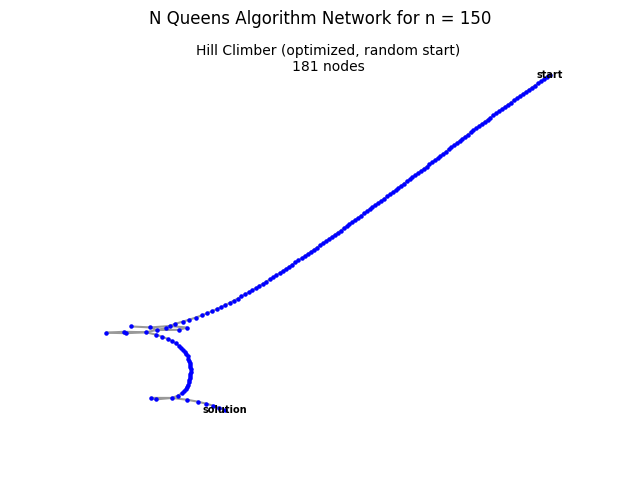 N Queens Algorithm Network for n = 150
Hill Climber (optimized, random start)
181 nodes
start
solution